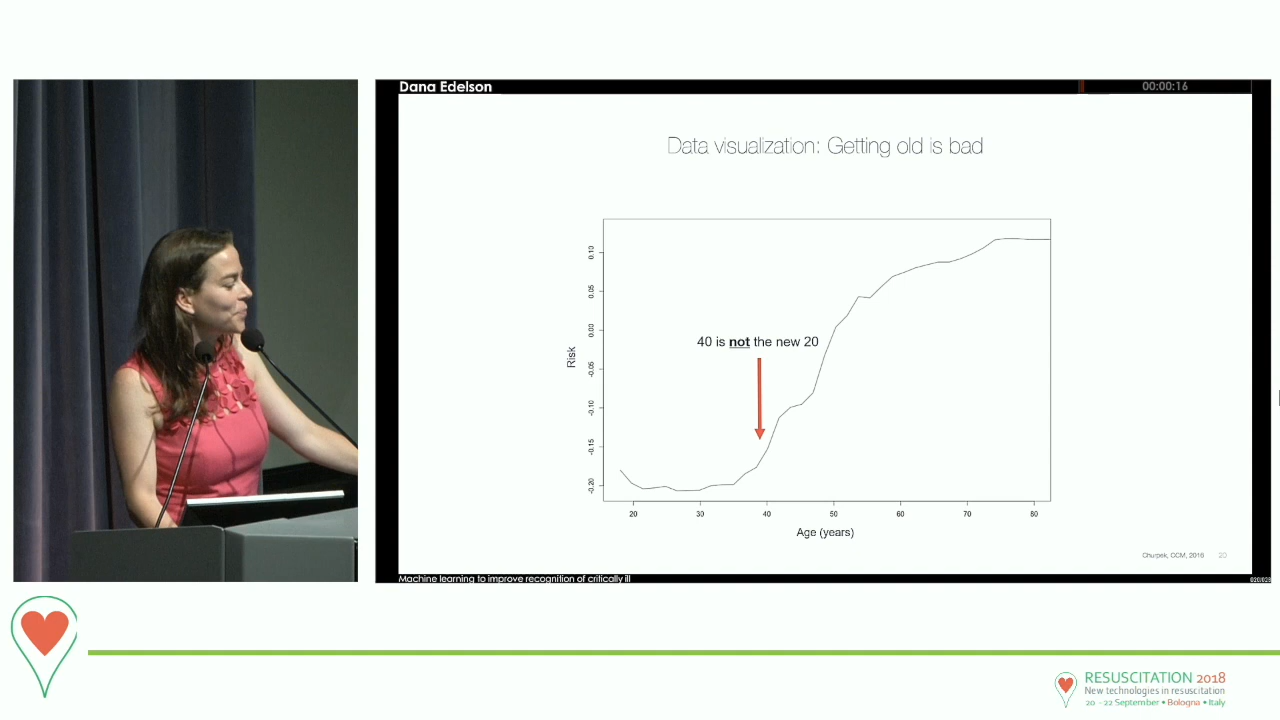 Dana Edelson
00:00:16
Data visualization: Getting old is bad
0.10
0.05
0.00
-0.05
-0.10
-0.15
-0.20
Risk
40 is not the new 20
20 30 40 50 60 70 80
Age (years)
Churpek, CCM, 2016 20
Machine learning to improve recognition of critically ill
020/028
RESUSCITATION 2018
New technologies in resuscitation
20 - 22 September • Bologna • Italy